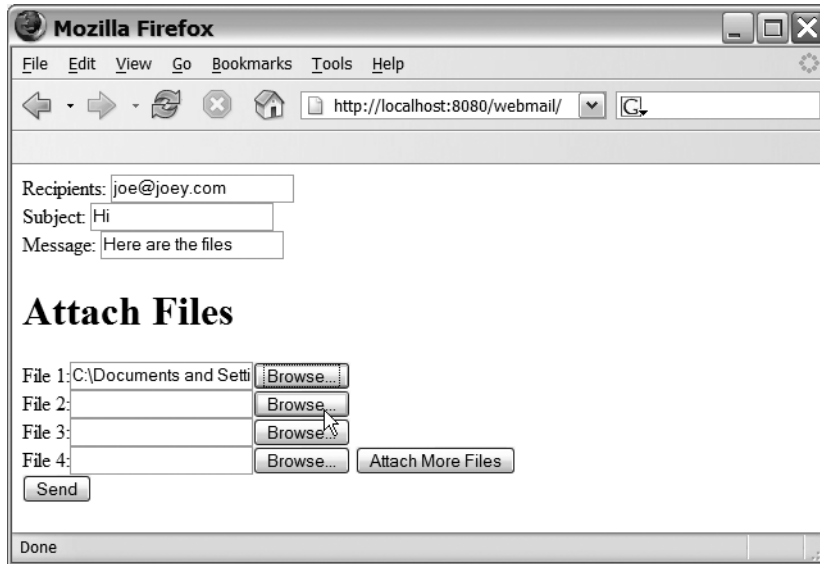 Mozilla Firefox
File Edit View Go Bookmarks Tools Help
http://localhost:8080/webmail/ G
Recipients: joe@joey.com
Subject: Hi
Message: Here are the files
Attach Files
File 1: C:\Documents and Setti Browse...
File 2: Browse...
File 3: Browse...
File 4: Browse... Attach More Files
Send
Done